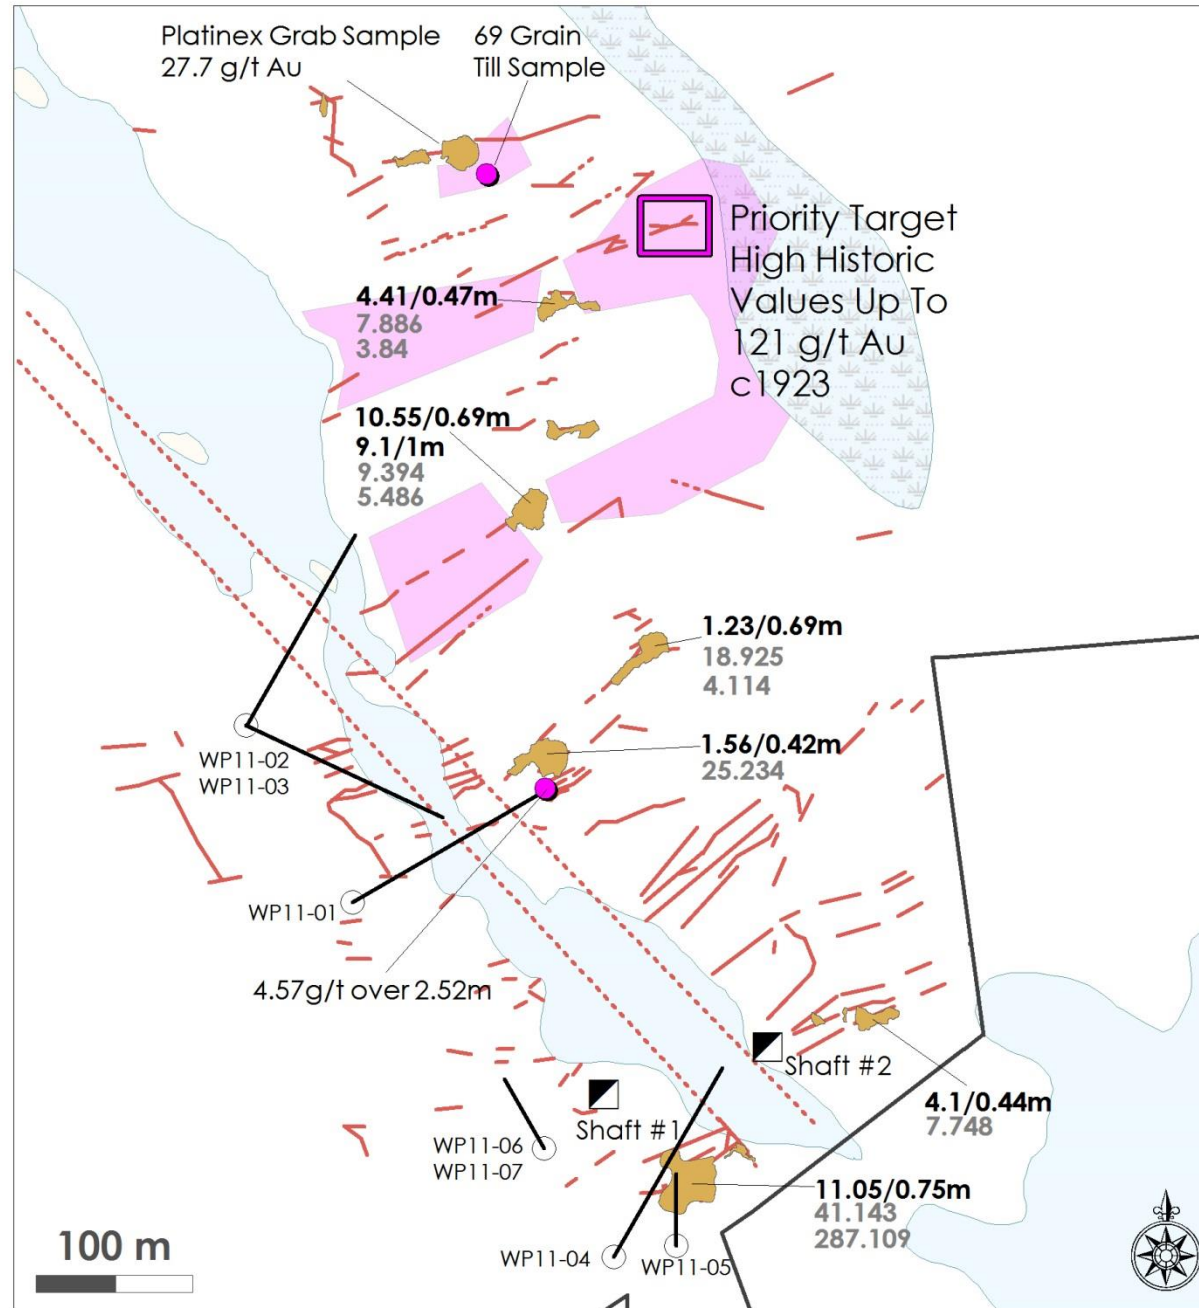 Platinex Grab Sample
27.7 g/t Au
69 Grain
Till Sample
Priority Target
High Historic
Values Up To
121 g/t Au
c1923
4.41/0.47m
7.886
3.84
10.55/0.69m
9.1/1m
9.394
5.486
1.23/0.69m
18.925
4.114
WP11-02
WP11-03
1.56/0.42m
25.234
WP11-01
4.57g/t over 2.52m
Shaft #2
4.1/0.44m
7.748
Shaft #1
WP11-06
WP11-07
11.05/0.75m
41.143
287.109
WP11-04
WP11-05
100 m